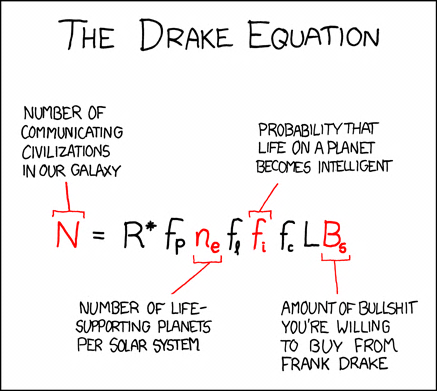 THE DRAKE EQUATION
NUMBER OF
COMMUNICATING
CIVILIZATIONS
IN OUR GALAXY
PROBABILITY THAT
LIFE ON A PLANET
BECOMES INTELLIGENT
N = R* fp ne fl fi fc L Bs
NUMBER OF LIFE-
SUPPORTING PLANETS
PER SOLAR SYSTEM
AMOUNT OF BULLSHIT
YOU'RE WILLING
TO BUY FROM
FRANK DRAKE